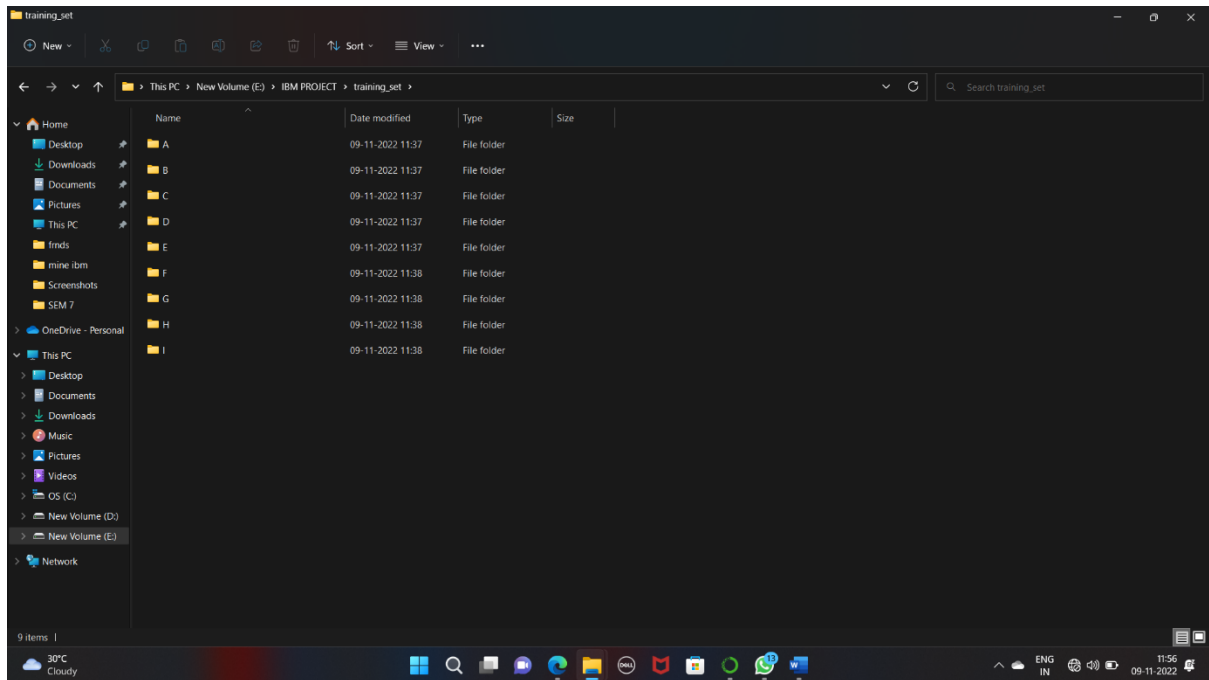 training_set
New Sort View
This PC > New Volume (E:) > IBM PROJECT > training_set >
Search training_set
Name Date modified Type Size
A 09-11-2022 11:37 File folder
B 09-11-2022 11:37 File folder
C 09-11-2022 11:37 File folder
D 09-11-2022 11:37 File folder
E 09-11-2022 11:37 File folder
F 09-11-2022 11:38 File folder
G 09-11-2022 11:38 File folder
H 09-11-2022 11:38 File folder
I 09-11-2022 11:38 File folder
Home
Desktop
Downloads
Documents
Pictures
This PC
frnds
mine ibm
Screenshots
SEM 7
OneDrive - Personal
This PC
Desktop
Documents
Downloads
Music
Pictures
Videos
OS (C:)
New Volume (D:)
New Volume (E:)
Network
9 items
30°C
Cloudy
DELL
13
W
ENG
IN
11:56
09-11-2022